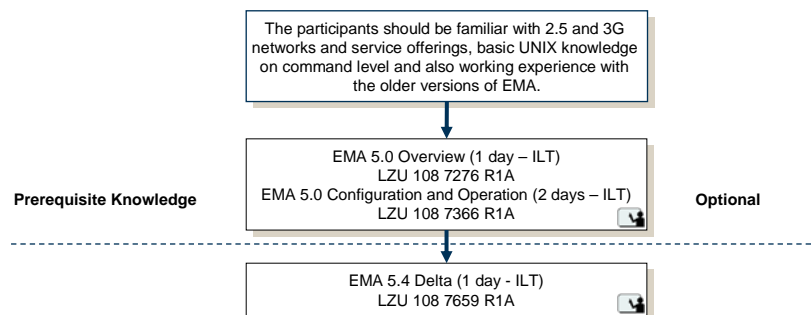 The participants should be familiar with 2.5 and 3G
networks and service offerings, basic UNIX knowledge
on command level and also working experience with
the older versions of EMA.
EMA 5.0 Overview (1 day – ILT)
LZU 108 7276 R1A
EMA 5.0 Configuration and Operation (2 days – ILT)
LZU 108 7366 R1A
Prerequisite Knowledge
Optional
EMA 5.4 Delta (1 day - ILT)
LZU 108 7659 R1A